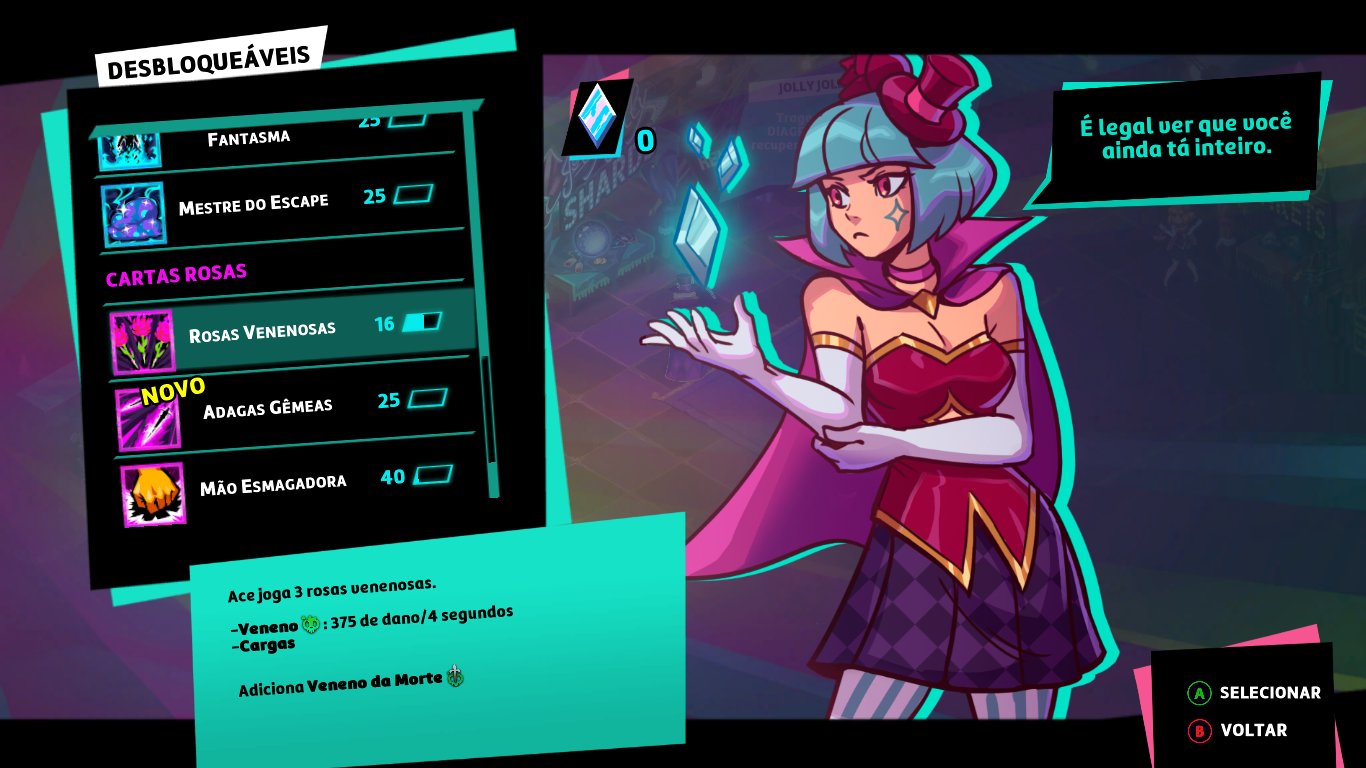 DESBLOQUEÁVEIS
FANTASMA 25
MESTRE DO ESCAPE 25
CARTAS ROSAS
ROSAS VENENOSAS 16
NOVO
ADAGAS GÊMEAS 25
MÃO ESMAGADORA 40
Ace joga 3 rosas venenosas.
-Veneno : 375 de dano/4 segundos
-Cargas
Adiciona Veneno da Morte
0
JOLLY
SHARD
É legal ver que você
ainda tá inteiro.
A SELECIONAR
B VOLTAR